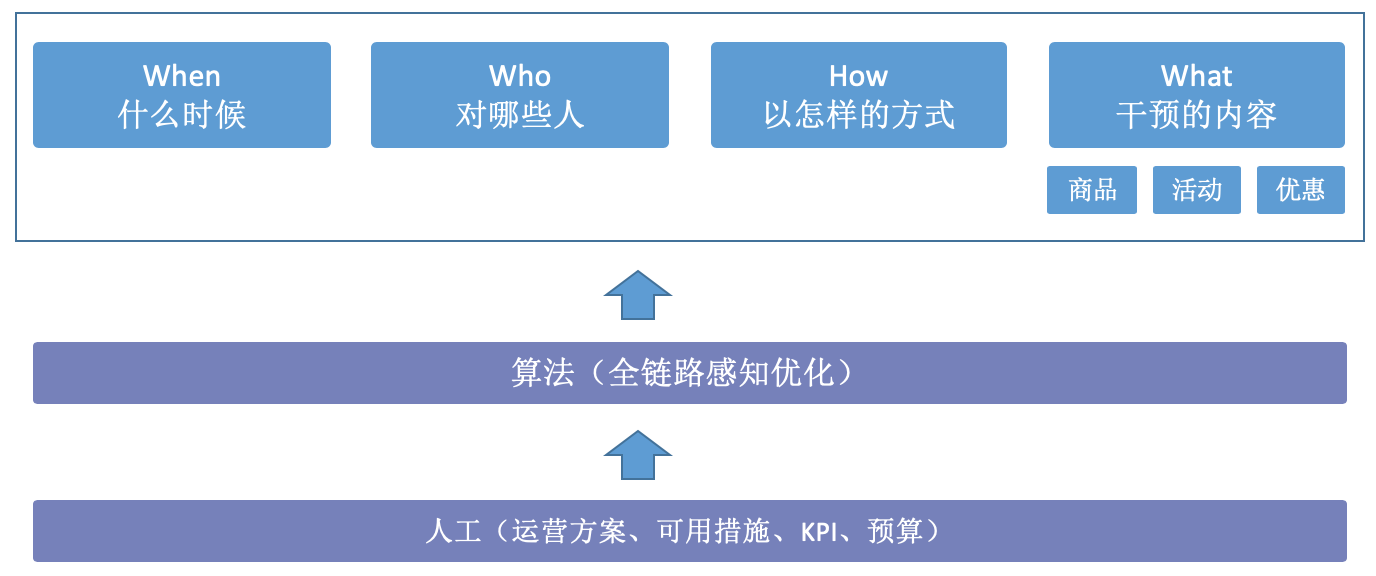 When
什么时候
Who
对哪些人
How
以怎样的方式
What
干预的内容
商品
活动
优惠
算法（全链路感知优化）
人工（运营方案、可用措施、KPI、预算）